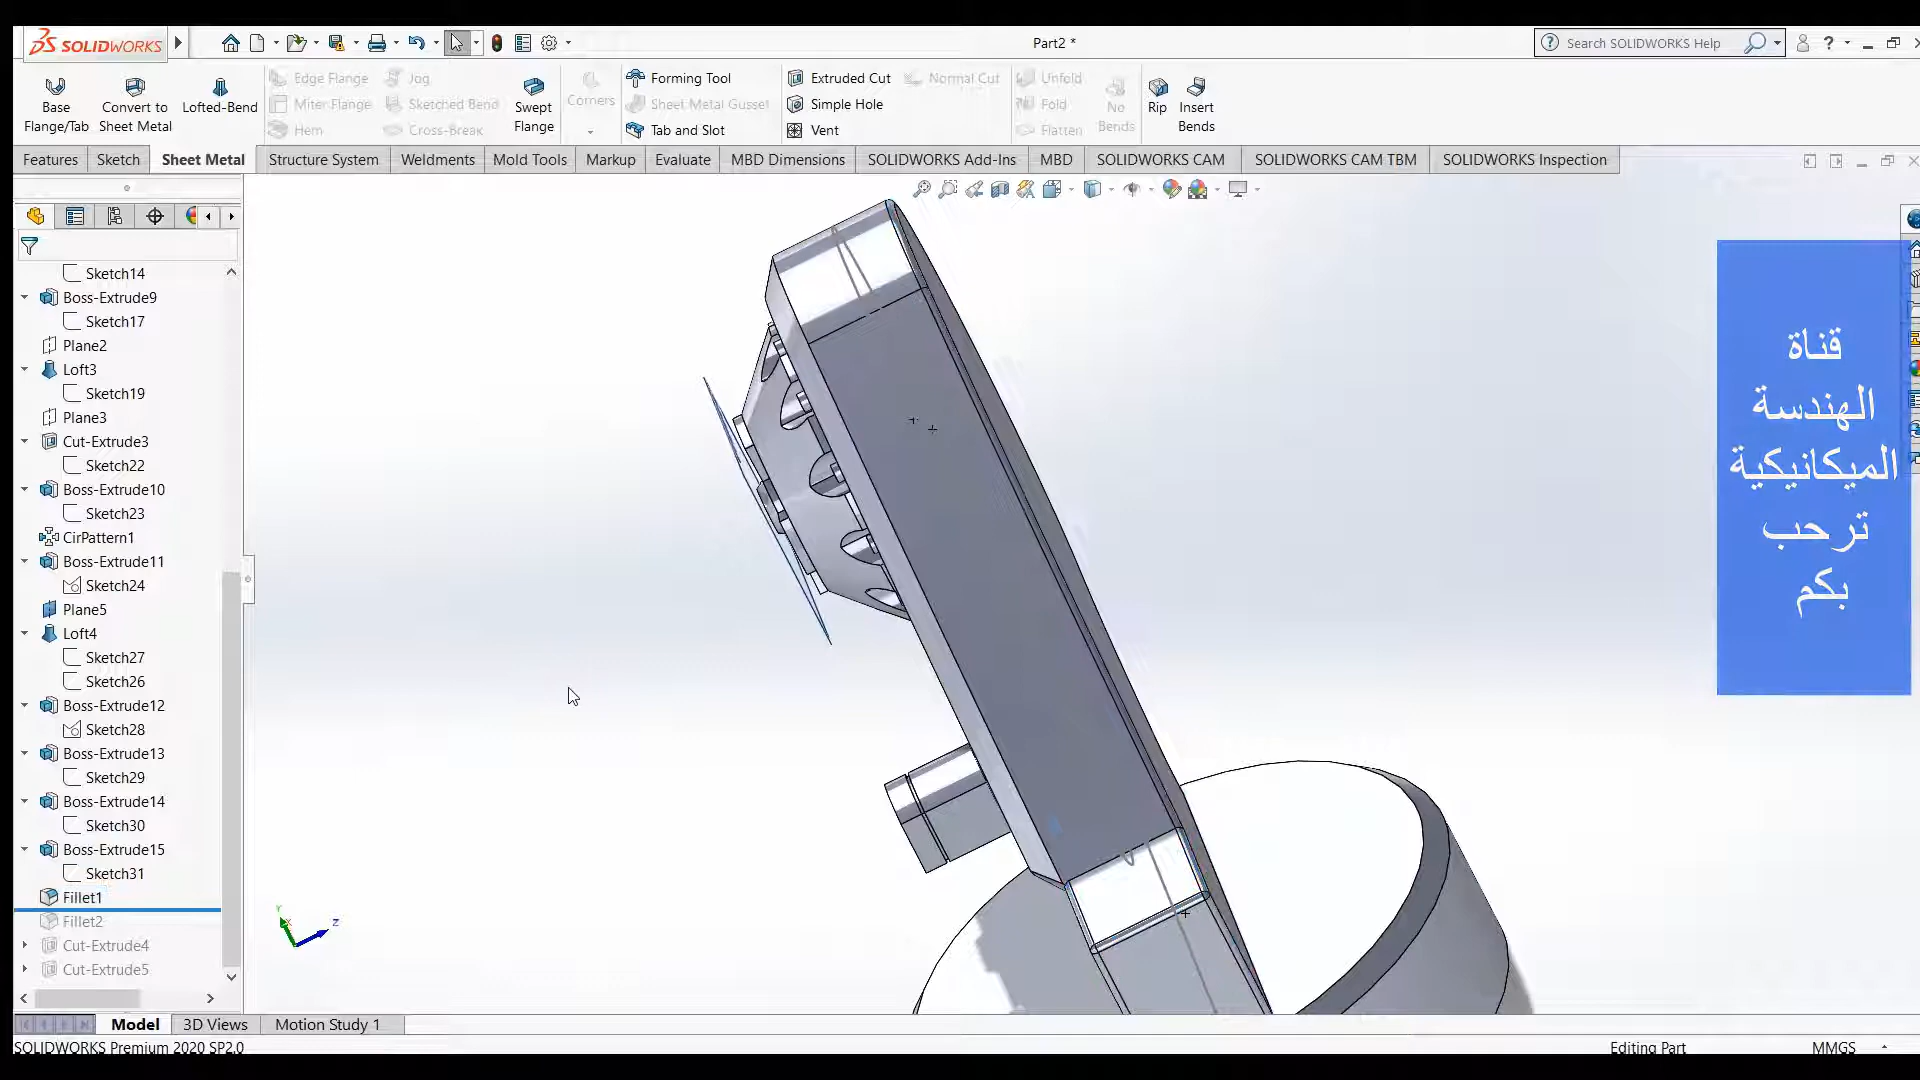 SOLIDWORKS
Part2 *
Search SOLIDWORKS Help
Base Flange/Tab
Convert to Sheet Metal
Lofted-Bend
Edge Flange
Miter Flange
Hem
Jog
Sketched Bend
Cross-Break
Swept Flange
Corners
Forming Tool
Sheet Metal Gusset
Tab and Slot
Extruded Cut
Simple Hole
Vent
Normal Cut
Unfold
Fold
Flatten
No Bends
Rip
Insert Bends
Features
Sketch
Sheet Metal
Structure System
Weldments
Mold Tools
Markup
Evaluate
MBD Dimensions
SOLIDWORKS Add-Ins
MBD
SOLIDWORKS CAM
SOLIDWORKS CAM TBM
SOLIDWORKS Inspection
Sketch14
Boss-Extrude9
Sketch17
Plane2
Loft3
Sketch19
Plane3
Cut-Extrude3
Sketch22
Boss-Extrude10
Sketch23
CirPattern1
Boss-Extrude11
Sketch24
Plane5
Loft4
Sketch27
Sketch26
Boss-Extrude12
Sketch28
Boss-Extrude13
Sketch29
Boss-Extrude14
Sketch30
Boss-Extrude15
Sketch31
Fillet1
Fillet2
Cut-Extrude4
Cut-Extrude5
قناة
الهندسة
الميكانيكية
ترحب
بكم
Y
Z
Model
3D Views
Motion Study 1
SOLIDWORKS Premium 2020 SP2.0
Editing Part
MMGS